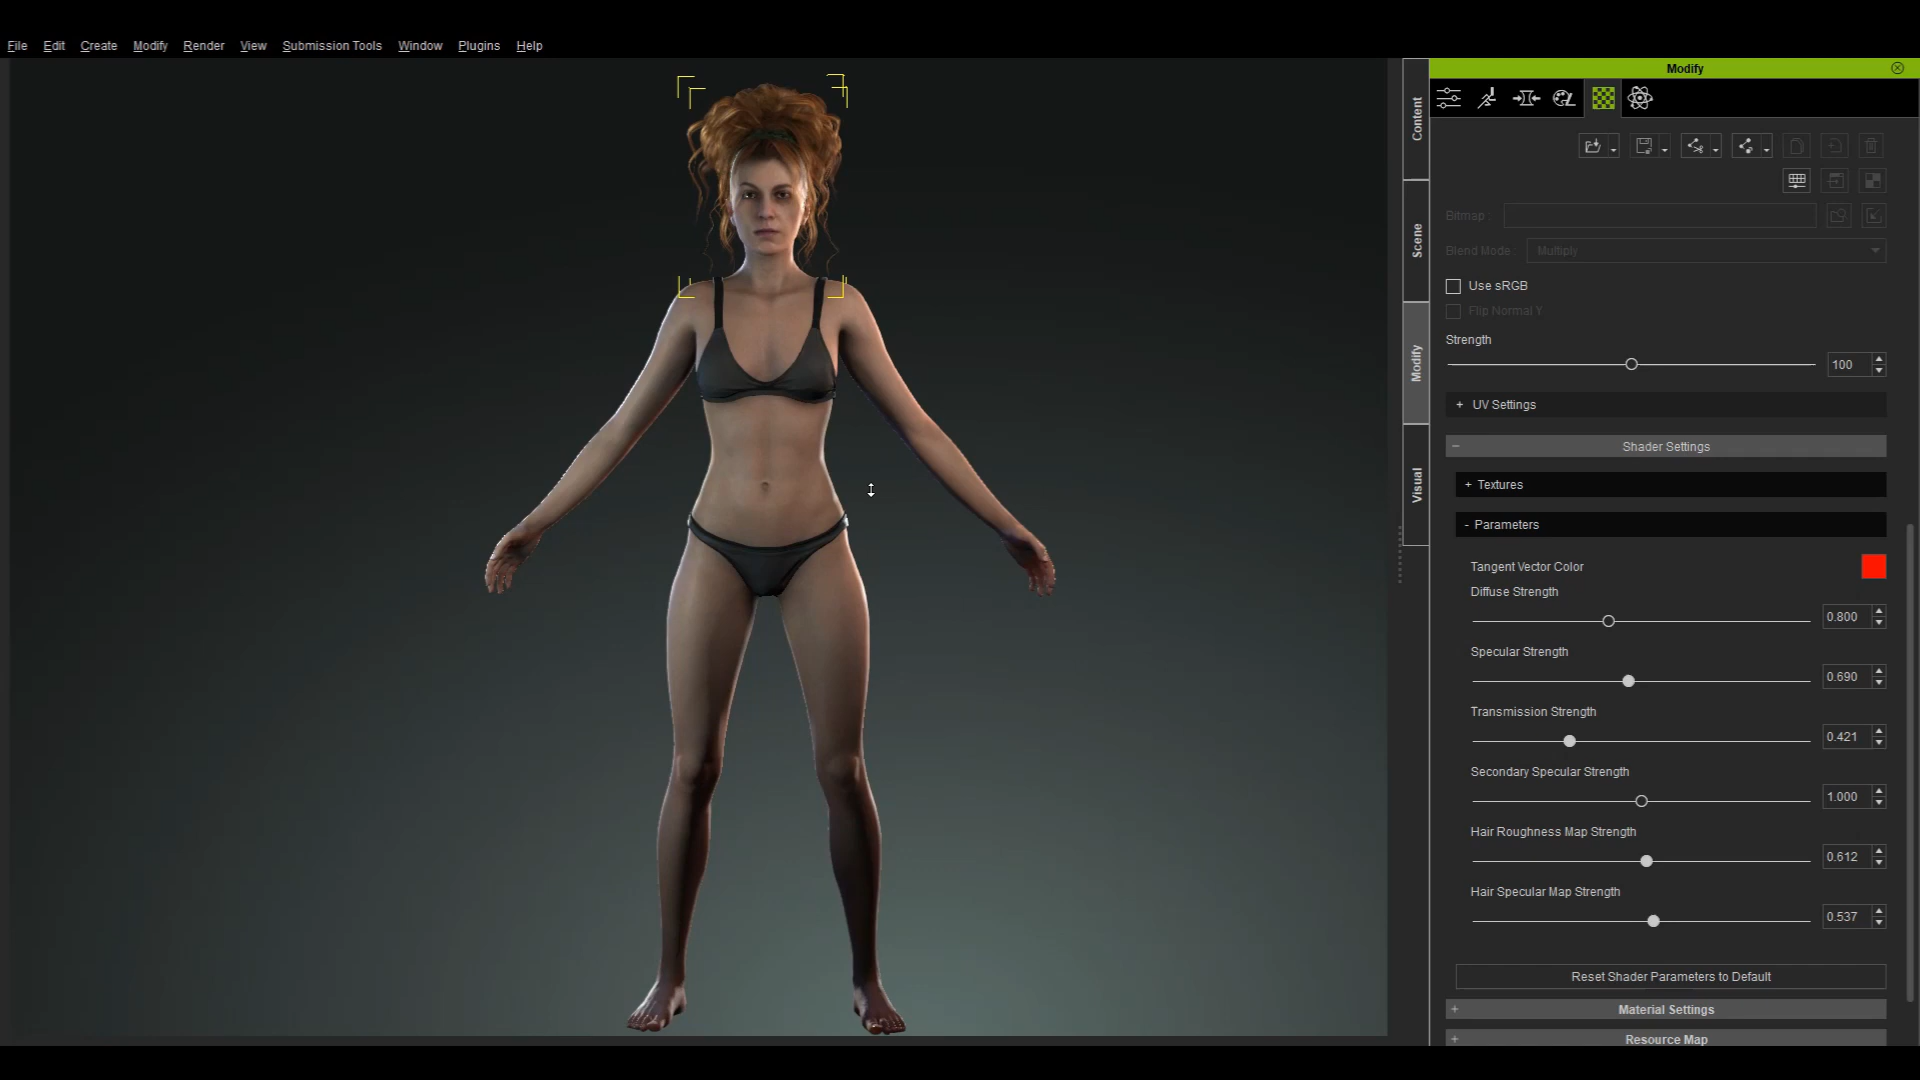 File Edit Create Modify Render View Submission Tools Window Plugins Help
Modify
Content
Scene
Modify
Visual
Bitmap :
Blend Mode : Multiply
Use sRGB
Flip Normal Y
Strength
100
+ UV Settings
- Shader Settings
+ Textures
- Parameters
Tangent Vector Color
Diffuse Strength
0.800
Specular Strength
0.690
Transmission Strength
0.421
Secondary Specular Strength
1.000
Hair Roughness Map Strength
0.612
Hair Specular Map Strength
0.537
Reset Shader Parameters to Default
+ Material Settings
+ Resource Map